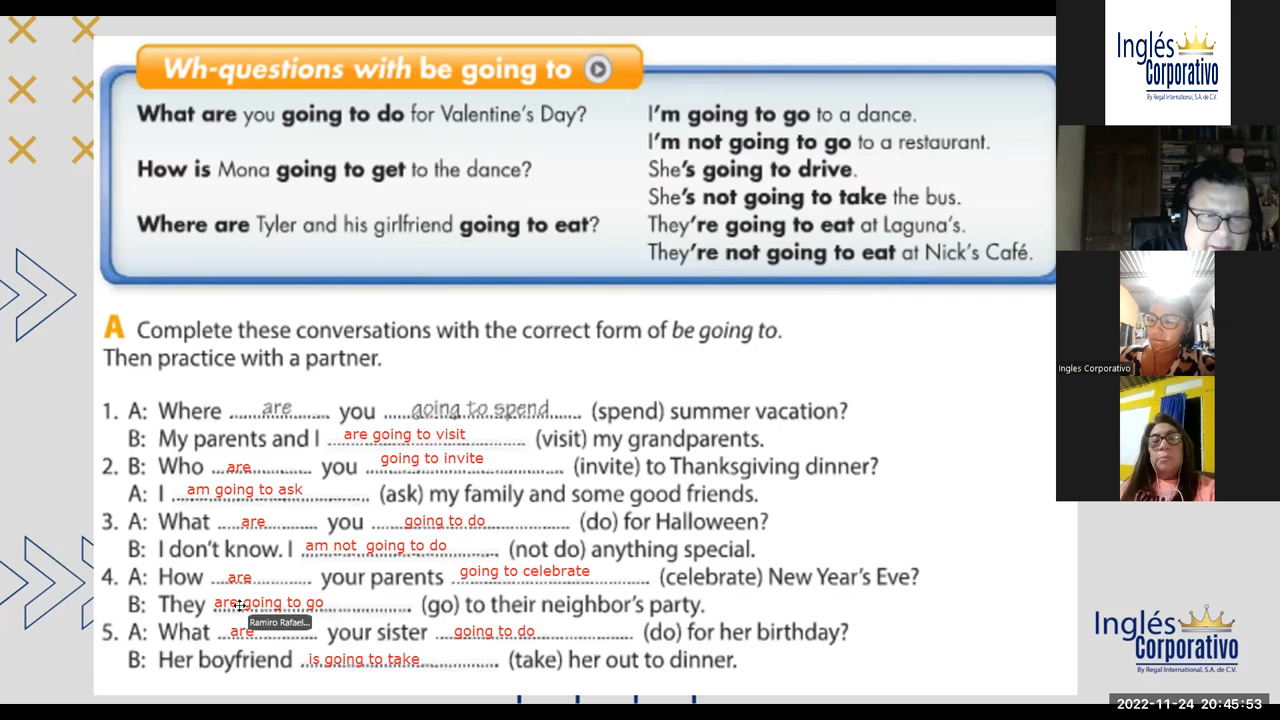 Wh-questions with be going to
What are you going to do for Valentine's Day?
I'm going to go to a dance.
I'm not going to go to a restaurant.
How is Mona going to get to the dance?
She's going to drive.
She's not going to take the bus.
Where are Tyler and his girlfriend going to eat?
They're going to eat at Laguna's.
They're not going to eat at Nick's Café.
A Complete these conversations with the correct form of be going to.
Then practice with a partner.
1. A: Where are you going to spend (spend) summer vacation?
B: My parents and I are going to visit (visit) my grandparents.
2. B: Who are you going to invite (invite) to Thanksgiving dinner?
A: I am going to ask (ask) my family and some good friends.
3. A: What are you going to do (do) for Halloween?
B: I don't know. I am not going to do (not do) anything special.
4. A: How are your parents going to celebrate (celebrate) New Year's Eve?
B: They are going to go (go) to their neighbor's party.
Ramiro Rafael...
5. A: What are your sister going to do (do) for her birthday?
B: Her boyfriend is going to take (take) her out to dinner.
Inglés
Corporativo
By Regal International, S.A. de C.V.
Ingles Corporativo
Inglés
Corporativo
By Regal International, S.A. de C.V.
2022-11-24 20:45:53